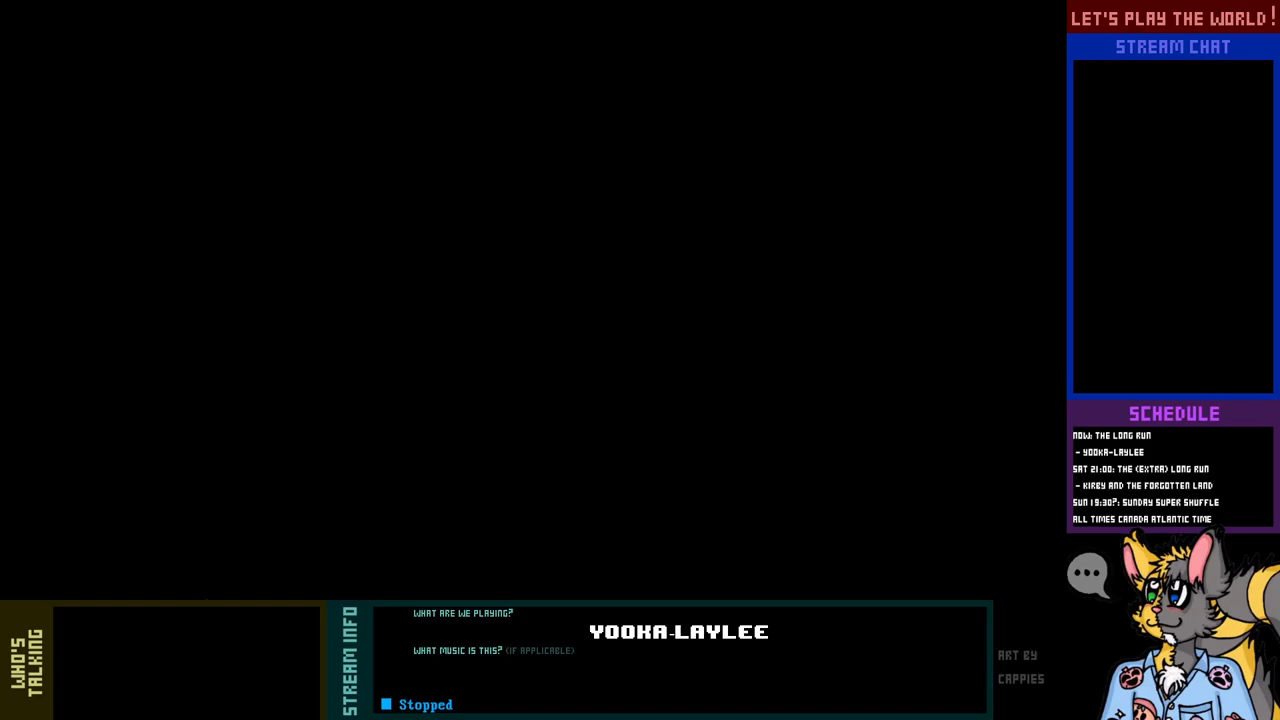 LET'S PLAY THE WORLD!
STREAM CHAT
SCHEDULE
NOW: THE LONG RUN
- YOOKA-LAYLEE
SAT 21:00: THE (EXTRA) LONG RUN
- KIRBY AND THE FORGOTTEN LAND
SUN 19:30?: SUNDAY SUPER SHUFFLE
ALL TIMES CANADA ATLANTIC TIME
WHO'S
TALKING
STREAM INFO
WHAT ARE WE PLAYING?
YOOKA-LAYLEE
WHAT MUSIC IS THIS? (IF APPLICABLE)
Stopped
ART BY
CAPPIES